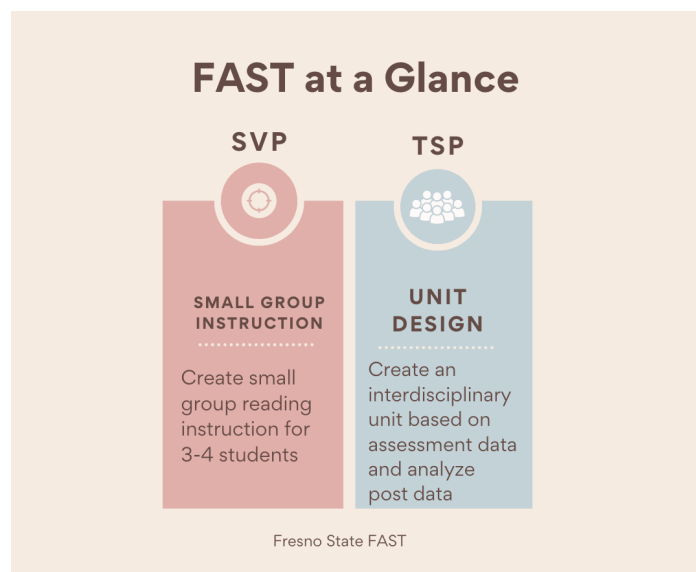 FAST at a Glance
SVP
SMALL GROUP
INSTRUCTION
Create small
group reading
instruction for
3-4 students
TSP
UNIT
DESIGN
Create an
interdisciplinary
unit based on
assessment data
and analyze
post data
Fresno State FAST